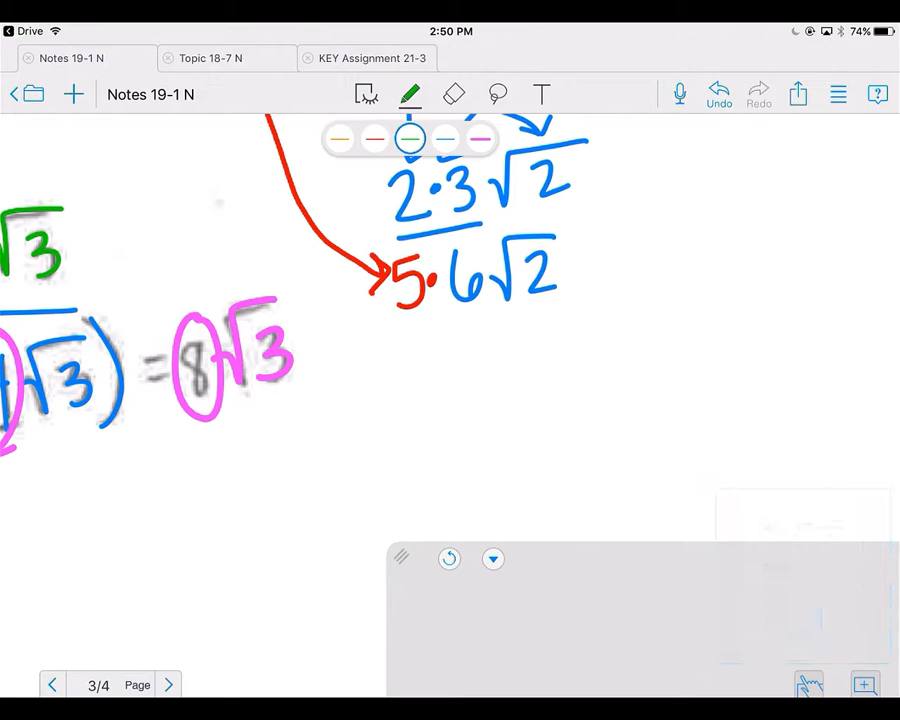 Drive
2:50 PM
74%
Notes 19-1 N
Topic 18-7 N
KEY Assignment 21-3
Notes 19-1 N
T
Undo
Redo
?
2·3√2
√3
5·6√2
√3) = 8√3
3/4 Page